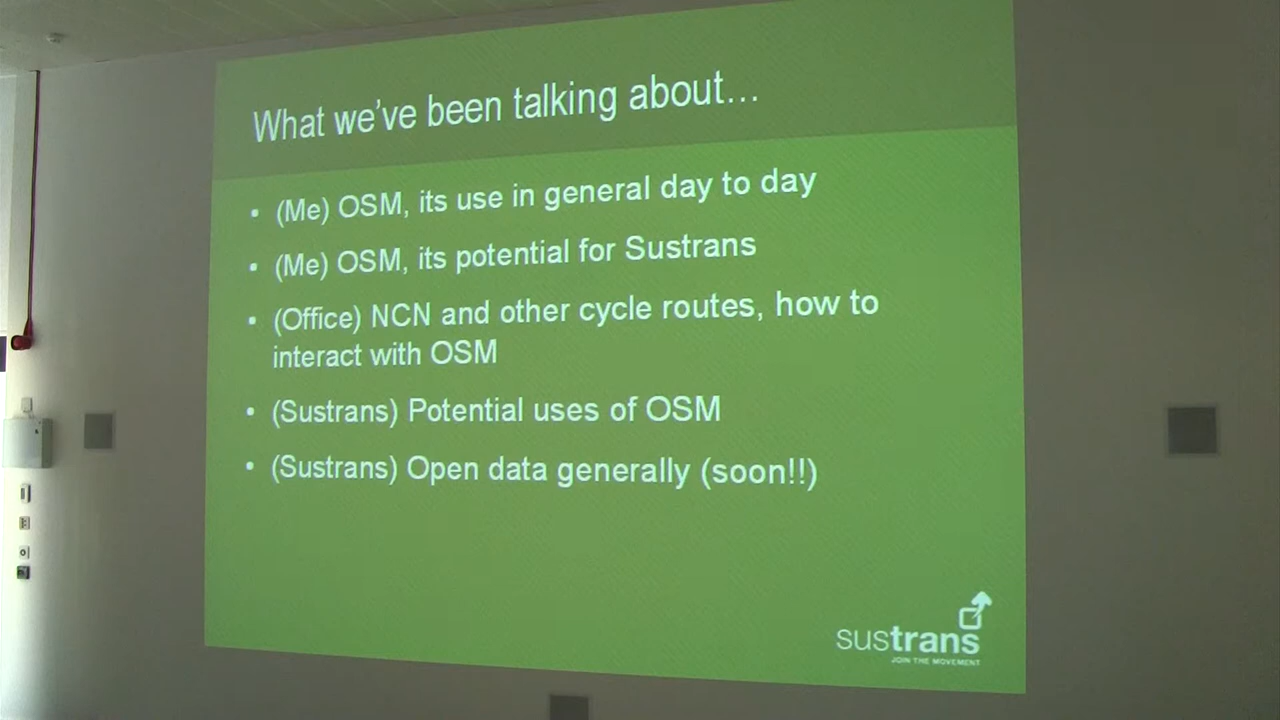 What we've been talking about...
• (Me) OSM, its use in general day to day
• (Me) OSM, its potential for Sustrans
• (Office) NCN and other cycle routes, how to
interact with OSM
• (Sustrans) Potential uses of OSM
• (Sustrans) Open data generally (soon!!)
sustrans
JOIN THE MOVEMENT